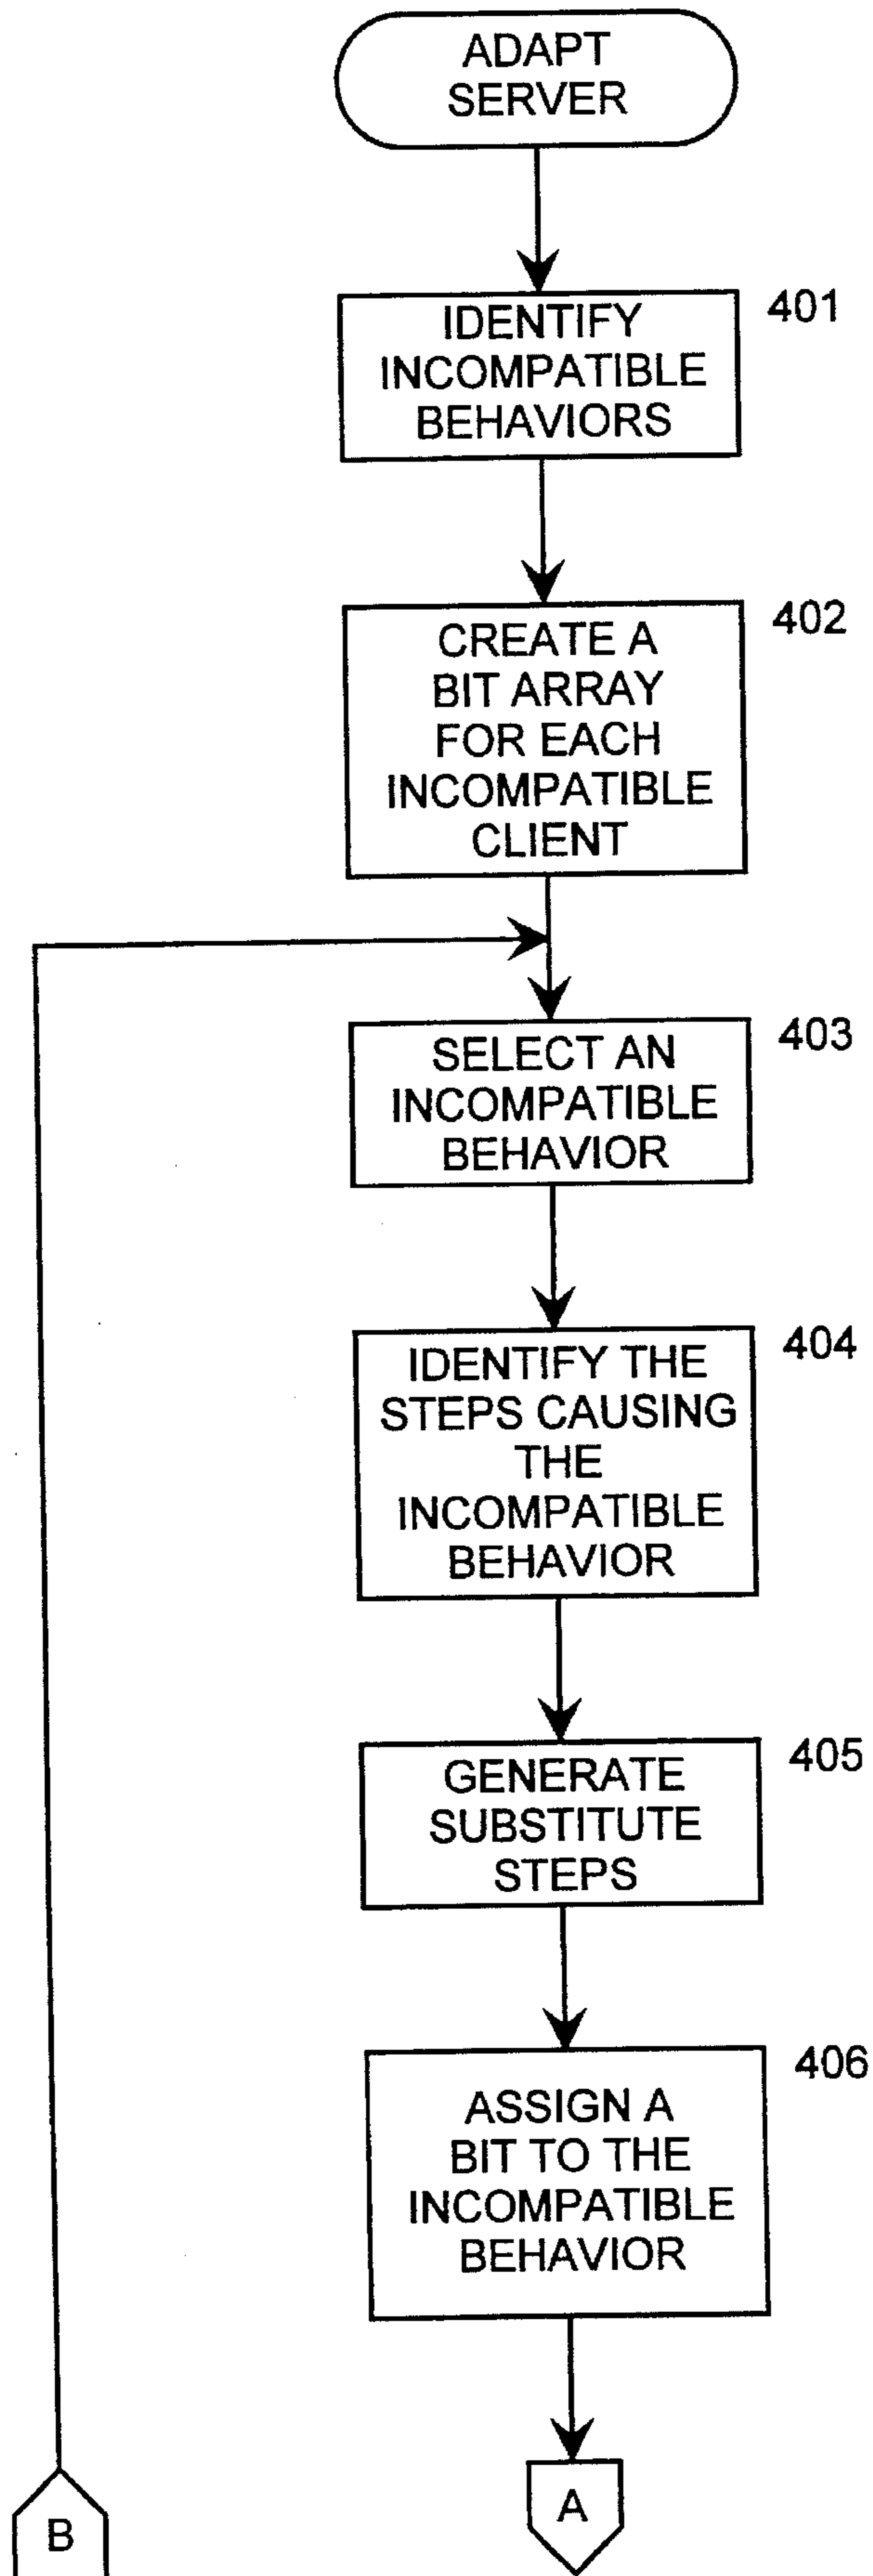 ADAPT
SERVER
401
IDENTIFY
INCOMPATIBLE
BEHAVIORS
402
CREATE A
BIT ARRAY
FOR EACH
INCOMPATIBLE
CLIENT
403
SELECT AN
INCOMPATIBLE
BEHAVIOR
404
IDENTIFY THE
STEPS CAUSING
THE
INCOMPATIBLE
BEHAVIOR
405
GENERATE
SUBSTITUTE
STEPS
406
ASSIGN A
BIT TO THE
INCOMPATIBLE
BEHAVIOR
A
B